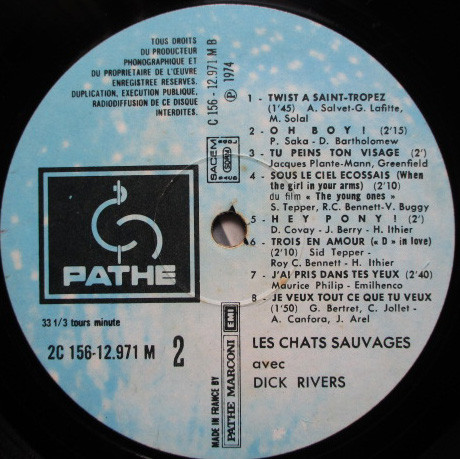 TOUS DROITS
DU PRODUCTEUR
PHONOGRAPHIQUE ET
DU PROPRIETAIRE DE L'ŒUVRE
ENREGISTREE RESERVES.
DUPLICATION, EXECUTION PUBLIQUE,
RADIODIFFUSION DE CE DISQUE
INTERDITES.
C 156-12.971 M B
Ⓟ 1974
SACEM
PATHE
33 1/3 tours minute
2C 156-12.971 M 2
1 - TWIST A SAINT-TROPEZ
(1'45) A. Salvet-G. Lafitte,
M. Solal
2 - OH BOY! (2'15)
P. Saka - D. Bartholomew
3 - TU PEINS TON VISAGE (2')
Jacques Plante-Mann, Greenfield
4 - SOUS LE CIEL ECOSSAIS (When
the girl in your arms) (2'10)
du film « The young ones »
S. Tepper, R.C. Bennett-V. Buggy
5 - HEY PONY! (2')
D. Covay - J. Berry - H. Ithier
6 - TROIS EN AMOUR (« D » in love)
(2'10) Sid Tepper -
Roy C. Bennett - H. Ithier
7 - J'AI PRIS DANS TES YEUX (2'40)
Maurice Philip - Emilhenco
8 - JE VEUX TOUT CE QUE TU VEUX
(1'50) G. Bertret, C. Jollet -
A. Canfora, J. Arel
LES CHATS SAUVAGES
avec
DICK RIVERS
MADE IN FRANCE BY
PATHE MARCONI EMI